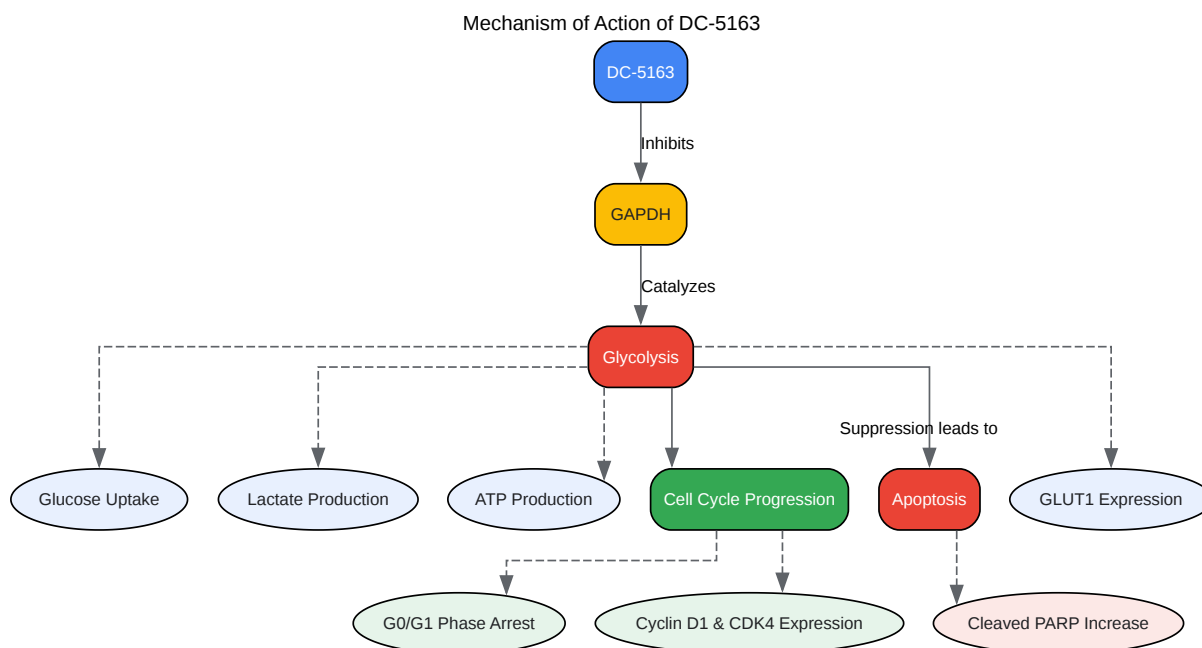 Mechanism of Action of DC-5163
DC-5163
Inhibits
GAPDH
Catalyzes
Glycolysis
Suppression leads to
Glucose Uptake
Lactate Production
ATP Production
Cell Cycle Progression
Apoptosis
GLUT1 Expression
G0/G1 Phase Arrest
Cyclin D1 & CDK4 Expression
Cleaved PARP Increase